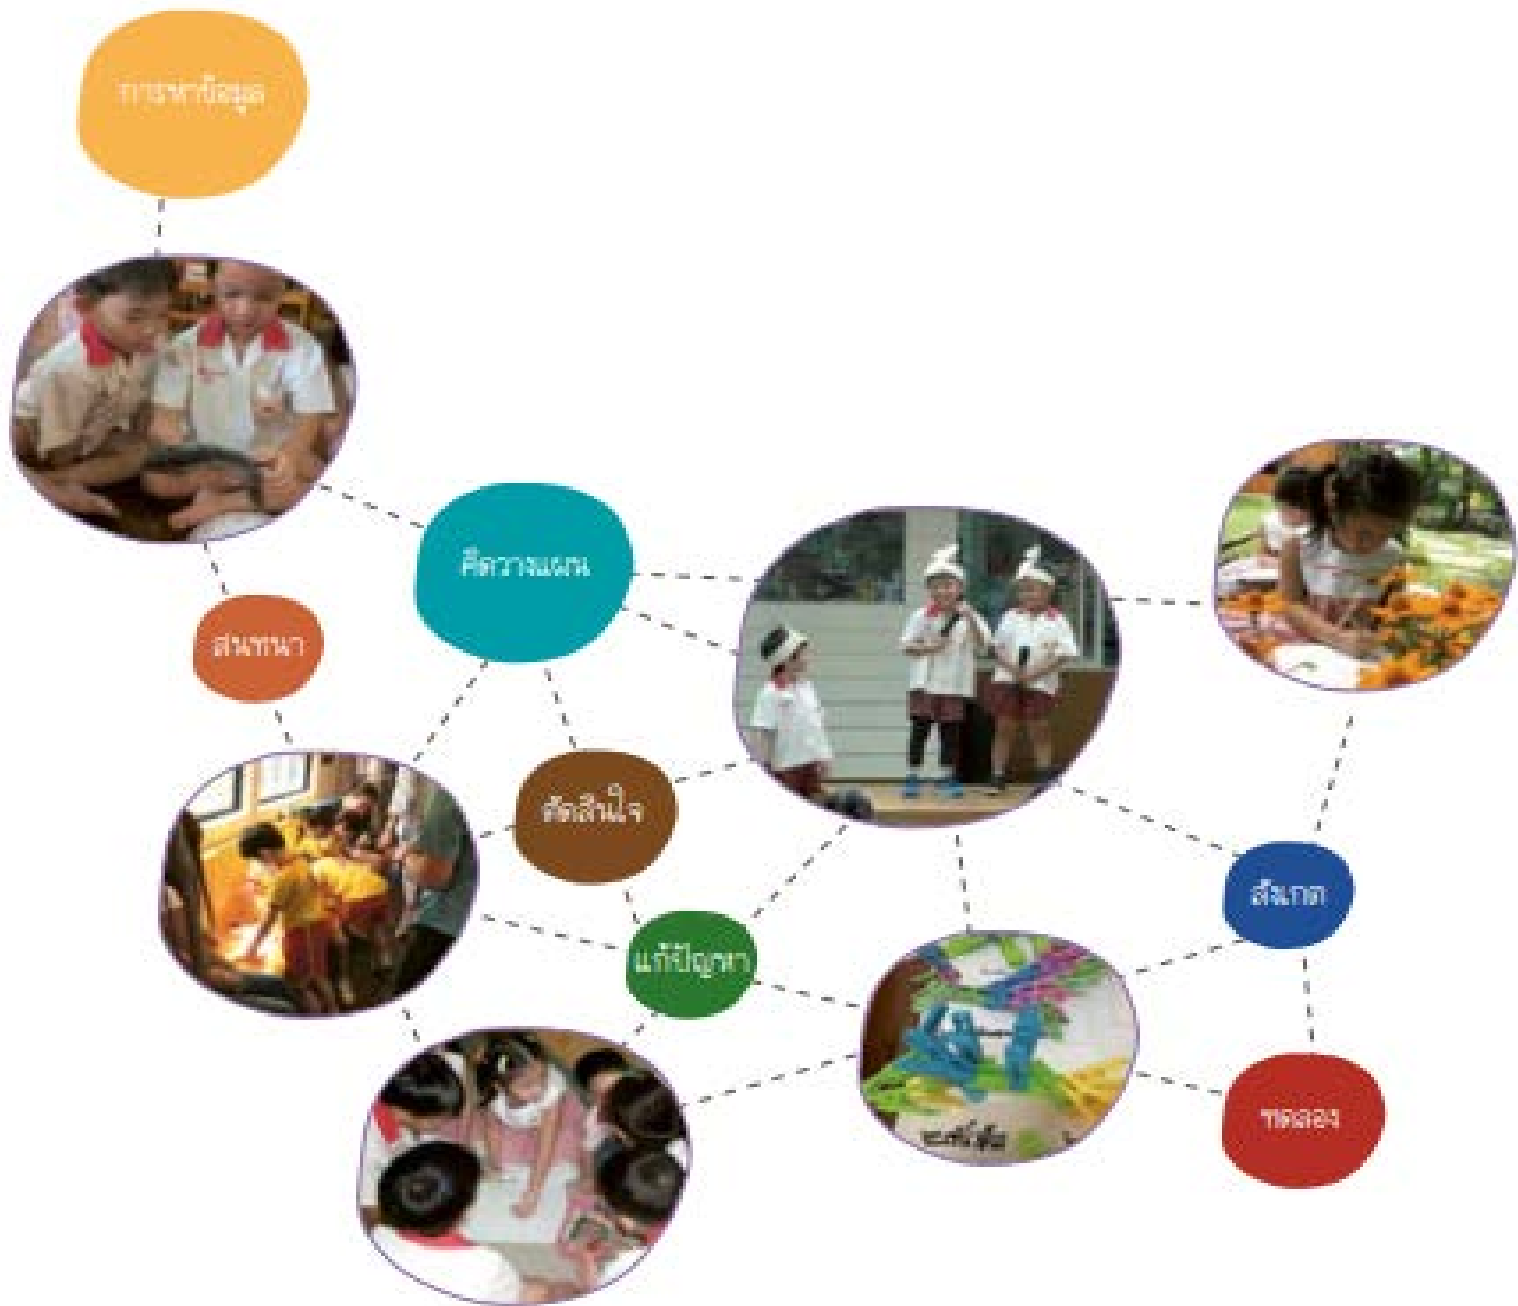 การหาข้อมูล
คิดวางแผน
สนทนา
ตัดสินใจ
สังเกต
แก้ปัญหา
ทดลอง